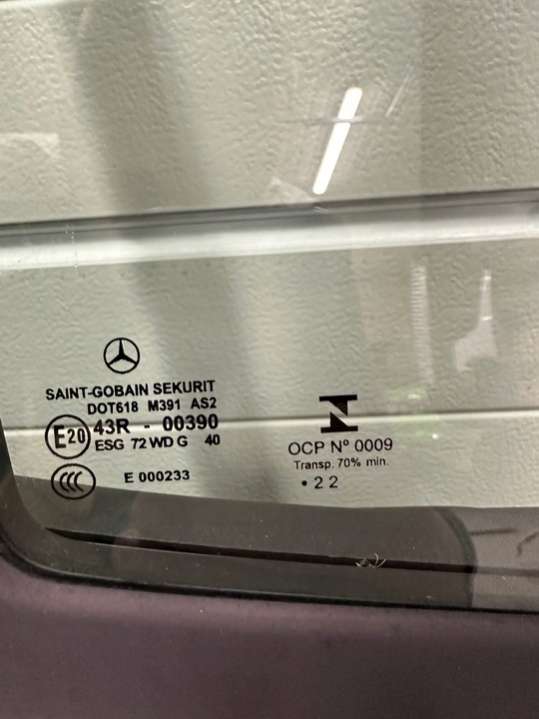 SAINT-GOBAIN SEKURIT
DOT618 M391 AS2
E20 43R - 00390
ESG 72 WD G 40
CCC E 000233
N
OCP Nº 0009
Transp. 70% min.
• 2 2